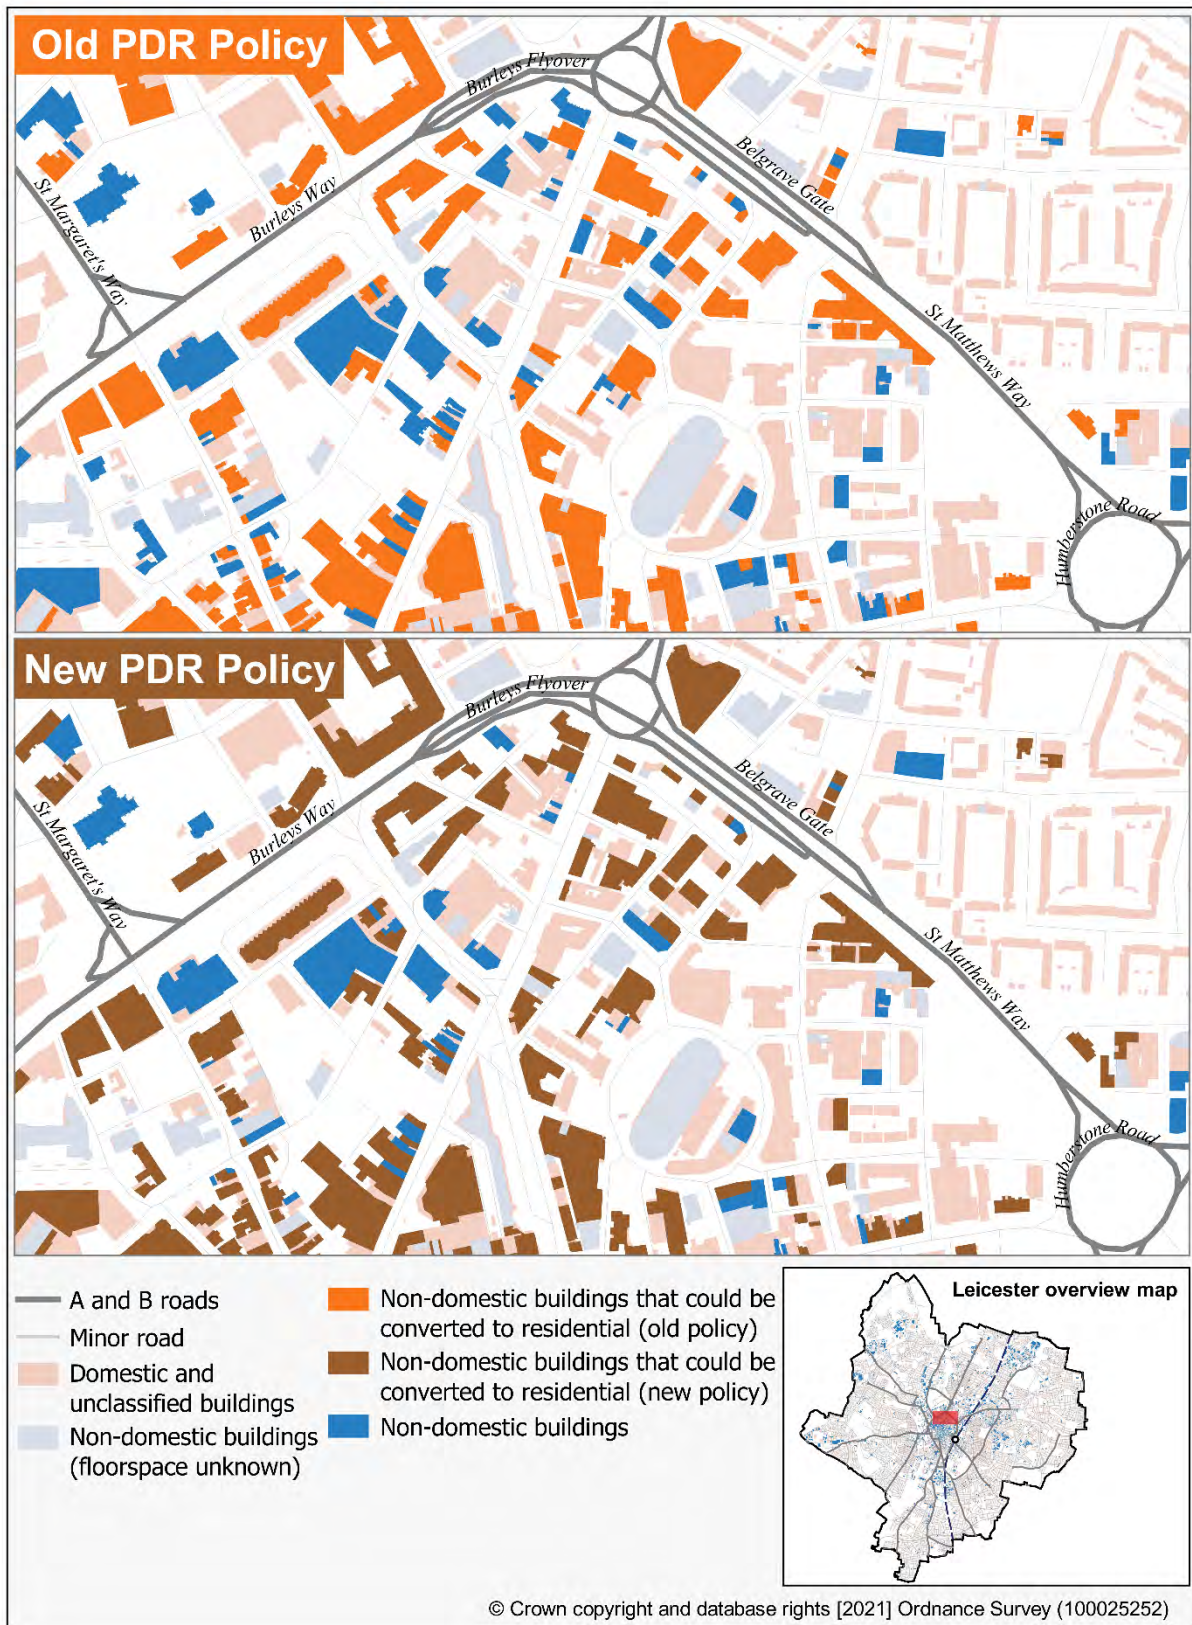 Old PDR Policy
Burleys Flyover
Belgrave Gate
St Margaret's Way
Burleys Way
St Matthews Way
Humberstone Road
New PDR Policy
Burleys Flyover
Belgrave Gate
St Margaret's Way
Burleys Way
St Matthews Way
Humberstone Road
A and B roads
Minor road
Domestic and
unclassified buildings
Non-domestic buildings
(floorspace unknown)
Non-domestic buildings that could be
converted to residential (old policy)
Non-domestic buildings that could be
converted to residential (new policy)
Non-domestic buildings
Leicester overview map
© Crown copyright and database rights [2021] Ordnance Survey (100025252)